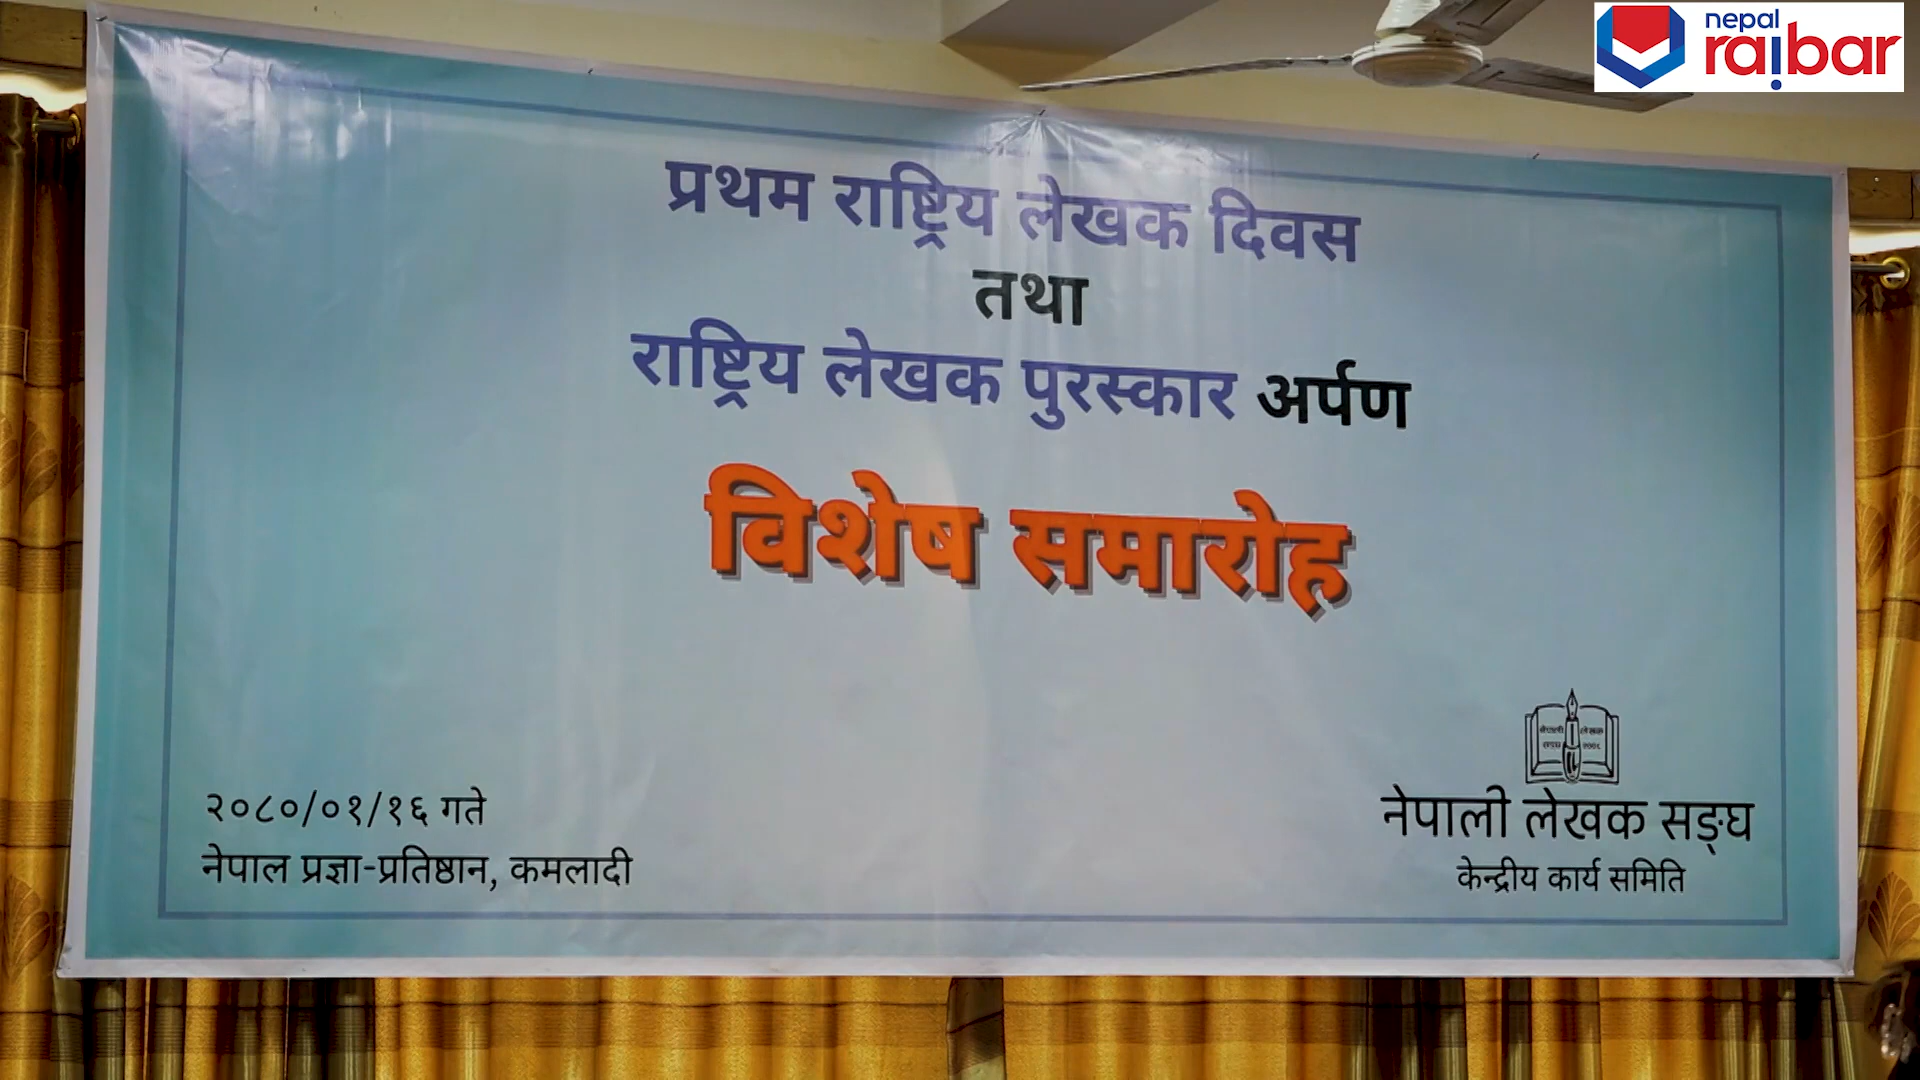 nepal
raibar
प्रथम राष्ट्रिय लेखक दिवस
तथा
राष्ट्रिय लेखक पुरस्कार अर्पण
विशेष समारोह
२०८०/०१/१६ गते
नेपाल प्रज्ञा-प्रतिष्ठान, कमलादी
नेपाली लेखक
नेपाली लेखक सङ्घ
केन्द्रीय कार्य समिति